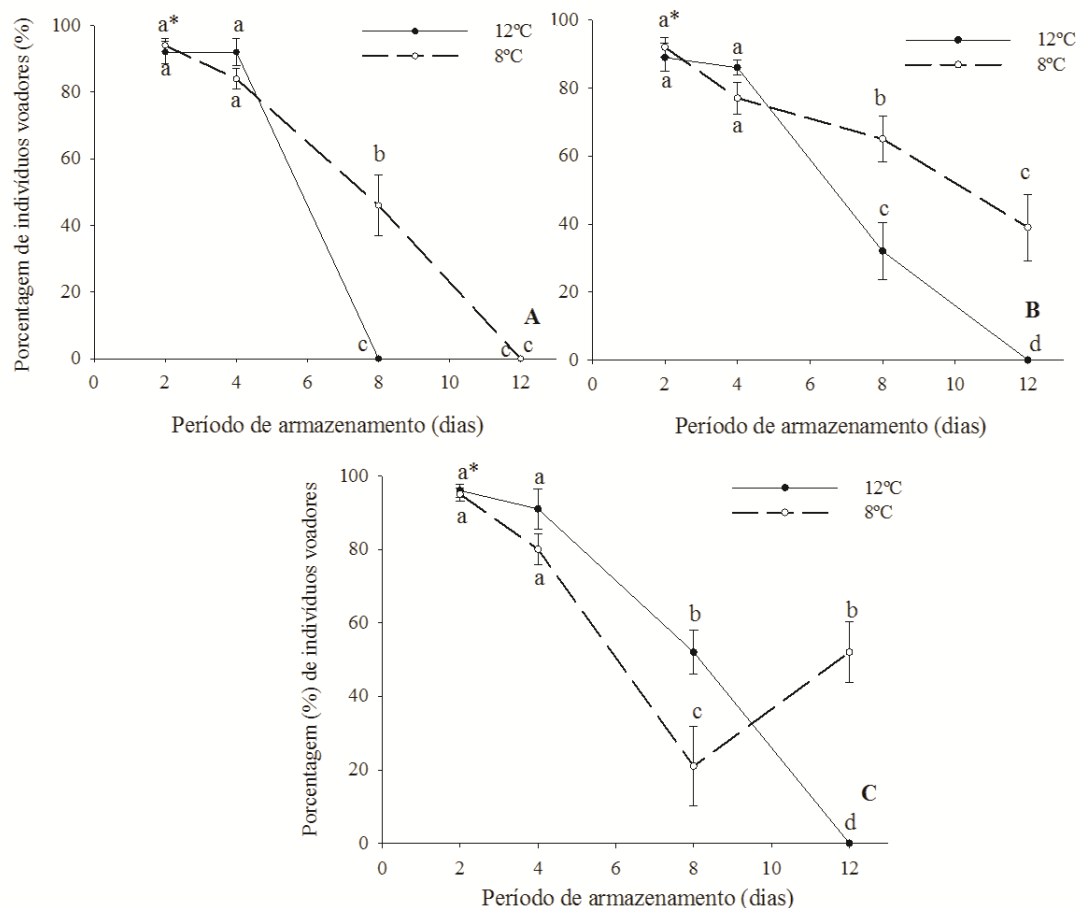 Porcentagem de indivíduos voadores (%)
100
80
60
40
20
0
a*
a
a
a
b
c
c
c
12ºC
8ºC
A
0
2
4
6
8
10
12
Período de armazenamento (dias)
100
80
60
40
20
0
a*
a
a
a
b
c
c
d
12ºC
8ºC
B
0
2
4
6
8
10
12
Período de armazenamento (dias)
Porcentagem (%) de indivíduos voadores
100
80
60
40
20
0
a*
a
a
a
b
c
b
d
12ºC
8ºC
C
0
2
4
6
8
10
12
Período de armazenamento (dias)